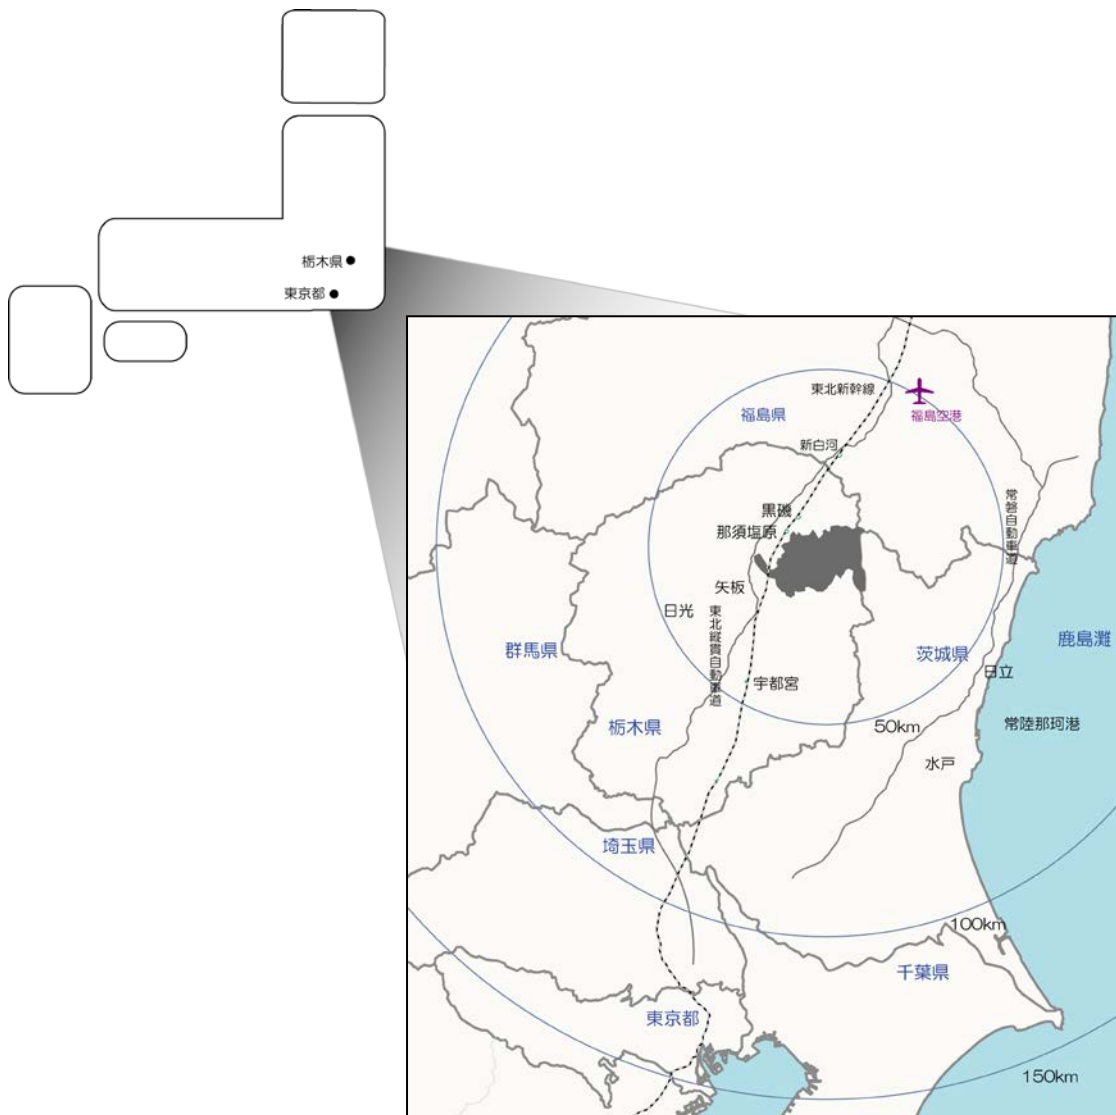 栃木県
東京都
東北新幹線
福島県
福島空港
新白河
常磐自動車道
黒磯
那須塩原
矢板
日光
東北縦貫自動車道
群馬県
茨城県
鹿島灘
日立
宇都宮
栃木県
50km
常陸那珂港
水戸
埼玉県
100km
千葉県
東京都
150km